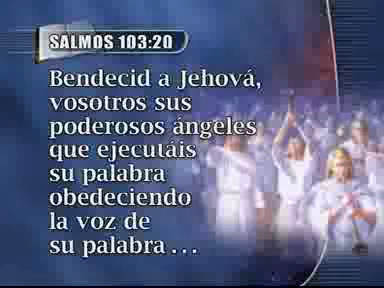 SALMOS 103:20
Bendecid a Jehová,
vosotros sus
poderosos ángeles
que ejecutáis
su palabra
obedeciendo
la voz de
su palabra . . .